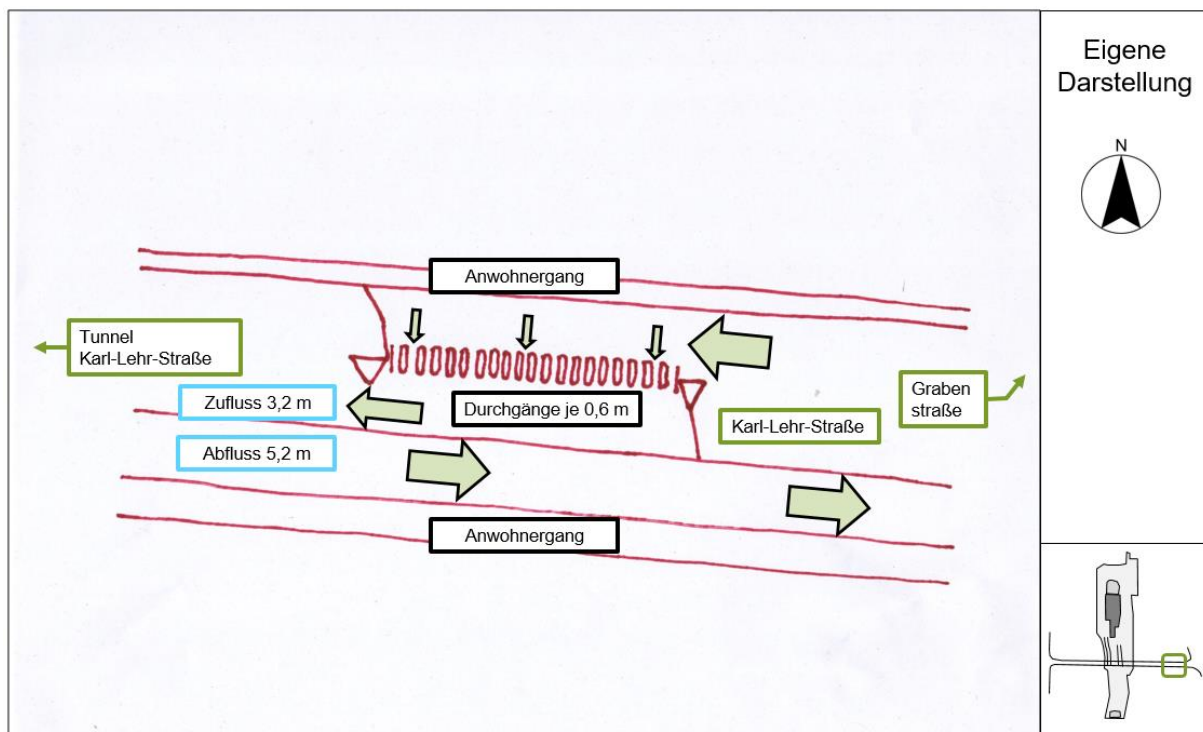 Eigene
Darstellung
N
Anwohnergang
Tunnel
Karl-Lehr-Straße
Zufluss 3,2 m
Durchgänge je 0,6 m
Karl-Lehr-Straße
Graben
straße
Abfluss 5,2 m
Anwohnergang